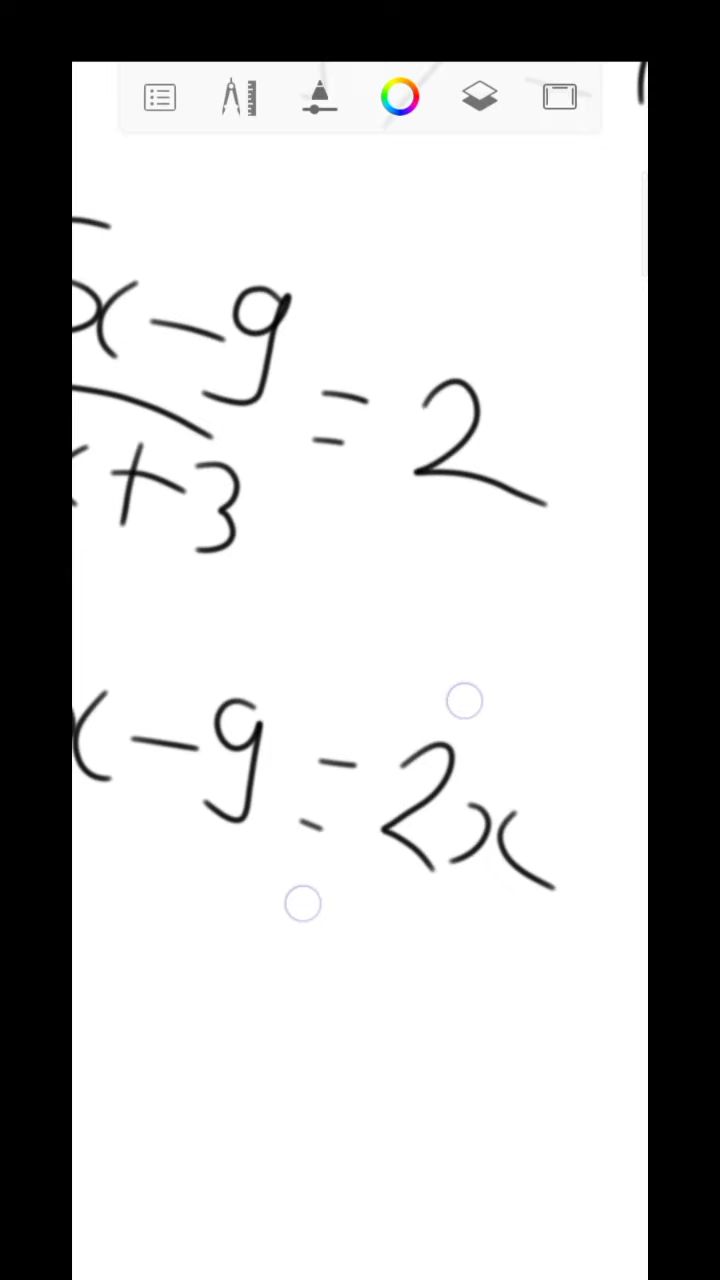 x-9
= 2
x+3
x-9 = 2x